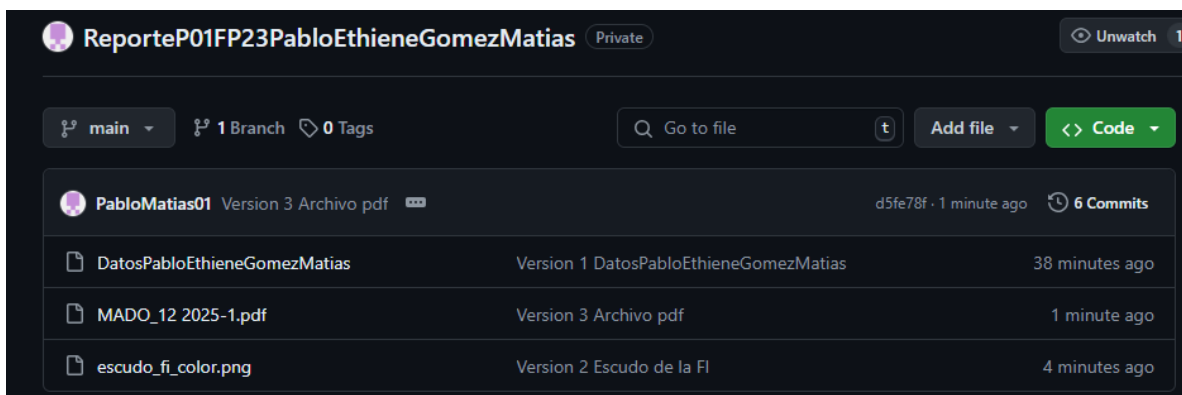 ReporteP01FP23PabloEthieneGomezMatias Private Unwatch 1
main 1 Branch 0 Tags Go to file t Add file <> Code
PabloMatias01 Version 3 Archivo pdf d5fe78f · 1 minute ago 6 Commits
DatosPabloEthieneGomezMatias Version 1 DatosPabloEthieneGomezMatias 38 minutes ago
MADO_12 2025-1.pdf Version 3 Archivo pdf 1 minute ago
escudo_fi_color.png Version 2 Escudo de la FI 4 minutes ago